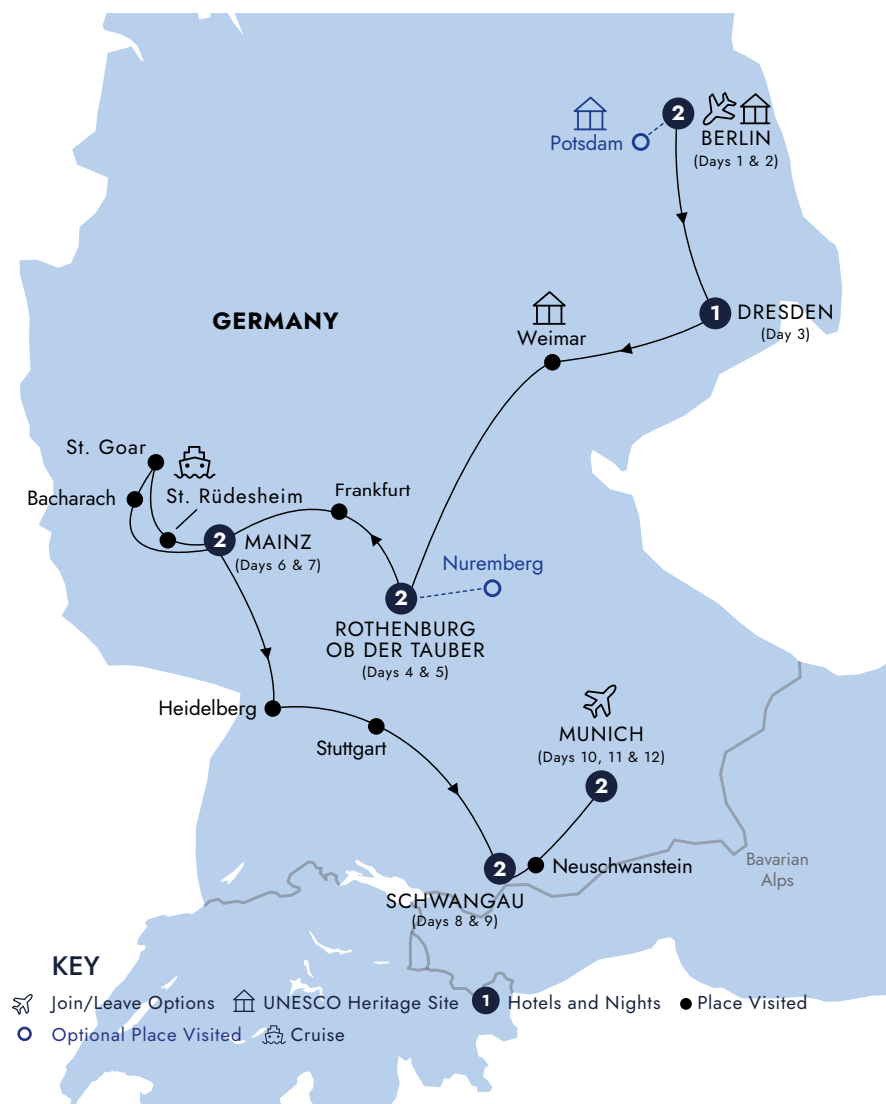 2
Potsdam
BERLIN
(Days 1 & 2)
1
DRESDEN
(Day 3)
GERMANY
Weimar
St. Goar
Bacharach
St. Rüdesheim
Frankfurt
2
MAINZ
(Days 6 & 7)
Nuremberg
2
ROTHENBURG
OB DER TAUBER
(Days 4 & 5)
Heidelberg
Stuttgart
MUNICH
(Days 10, 11 & 12)
2
2
Neuschwanstein
Bavarian
Alps
SCHWANGAU
(Days 8 & 9)
KEY
Join/Leave Options
UNESCO Heritage Site
1
Hotels and Nights
Place Visited
Optional Place Visited
Cruise